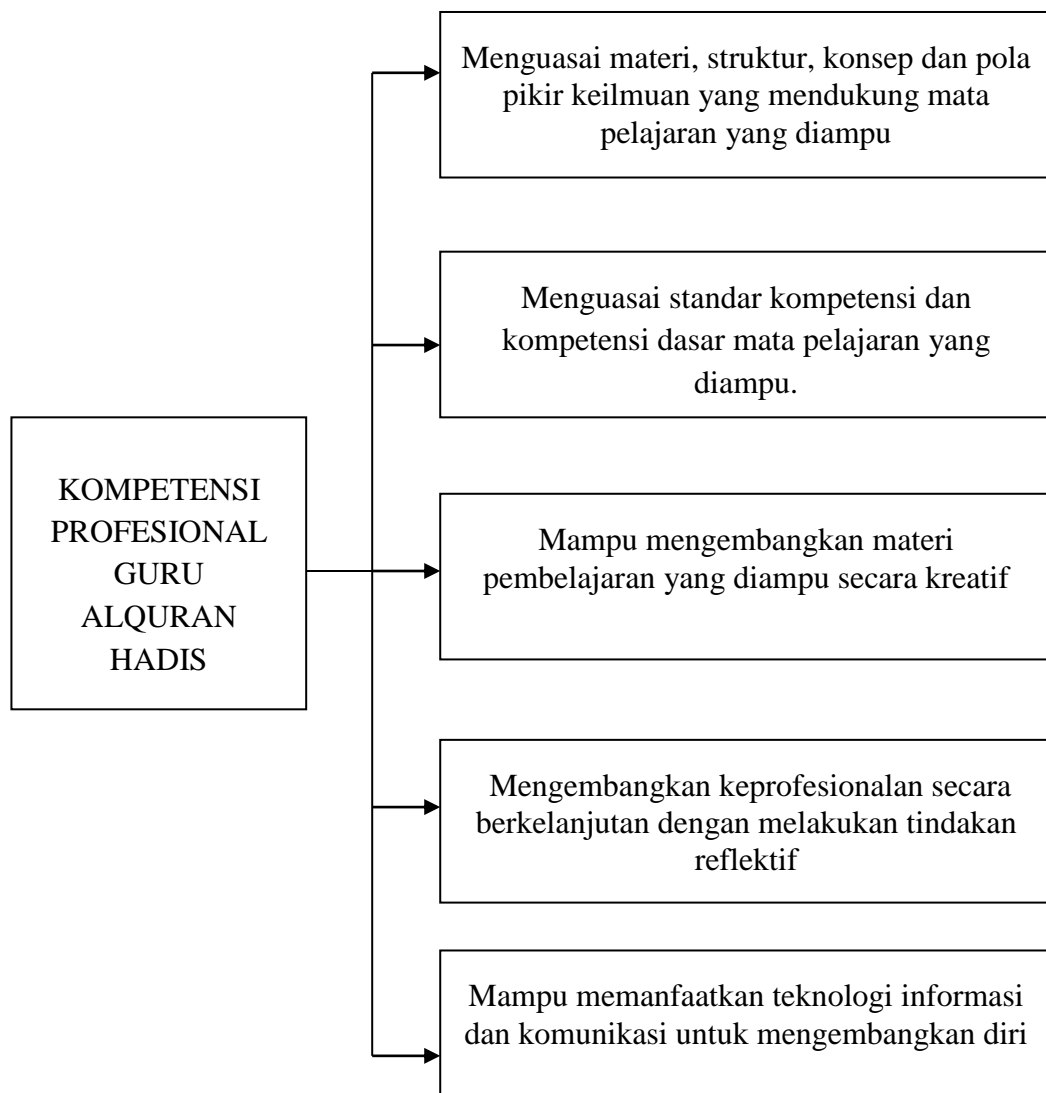 Menguasai materi, struktur, konsep dan pola
pikir keilmuan yang mendukung mata
pelajaran yang diampu
Menguasai standar kompetensi dan
kompetensi dasar mata pelajaran yang
diampu.
KOMPETENSI
PROFESIONAL
GURU
ALQURAN
HADIS
Mampu mengembangkan materi
pembelajaran yang diampu secara kreatif
Mengembangkan keprofesionalan secara
berkelanjutan dengan melakukan tindakan
reflektif
Mampu memanfaatkan teknologi informasi
dan komunikasi untuk mengembangkan diri